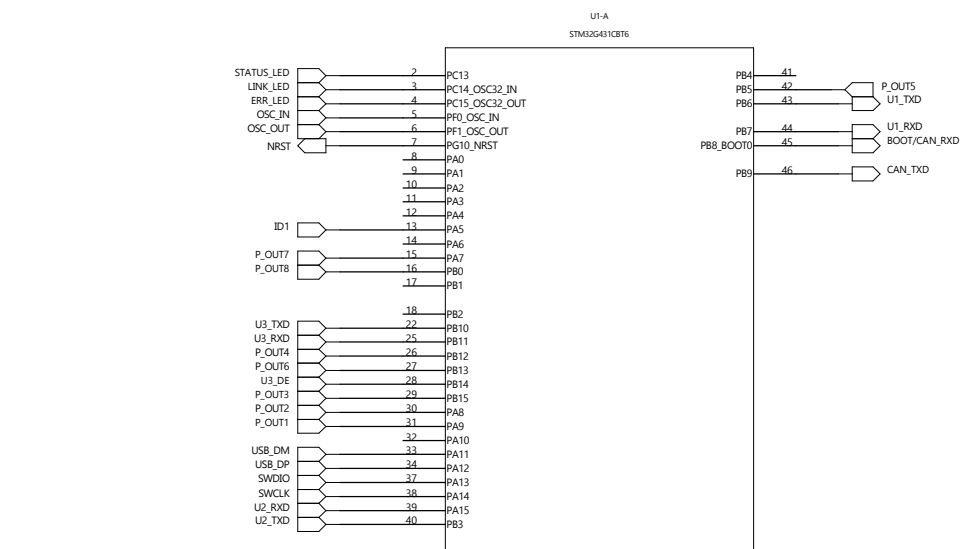 U1-A
STM32G431CBT6
STATUS_LED 2 PC13
LINK_LED 3 PC14_OSC32_IN
ERR_LED 4 PC15_OSC32_OUT
OSC_IN 5 PF0_OSC_IN
OSC_OUT 6 PF1_OSC_OUT
NRST 7 PG10_NRST
8 PA0
9 PA1
10 PA2
11 PA3
12 PA4
ID1 13 PA5
14 PA6
P_OUT7 15 PA7
P_OUT8 16 PB0
17 PB1
18 PB2
U3_TXD 22 PB10
U3_RXD 25 PB11
P_OUT4 26 PB12
P_OUT6 27 PB13
U3_DE 28 PB14
P_OUT3 29 PB15
P_OUT2 30 PA8
P_OUT1 31 PA9
32 PA10
USB_DM 33 PA11
USB_DP 34 PA12
SWDIO 37 PA13
SWCLK 38 PA14
U2_RXD 39 PA15
U2_TXD 40 PB3
PB4 41
PB5 42 P_OUT5
PB6 43 U1_TXD
PB7 44 U1_RXD
PB8_BOOT0 45 BOOT/CAN_RXD
PB9 46 CAN_TXD